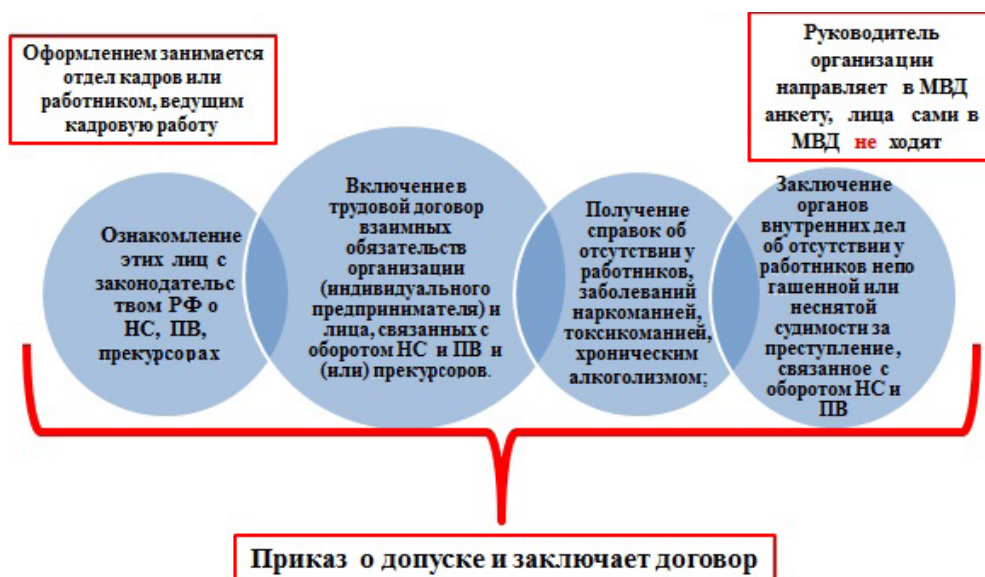 Оформлением занимается
отдел кадров или
работником, ведущим
кадровую работу
Руководитель
организации
направляет в МВД
анкету, лица сами в
МВД не ходят
Ознакомление
этих лиц с
законодательс
твом РФ о
НС, ПВ,
прекурсорах
Включение в
трудовой договор
взаимных
обязательств
организации
(индивидуального
предпринимателя) и
лица, связанных с
оборотом НС и ПВ и
(или) прекурсоров.
Получение
справок об
отсутствии у
работников,
заболеваний
наркоманией,
токсикоманией,
хроническим
алкоголизмом;
Заключение
органов
внутренних дел
об отсутствии у
работников непо
гашенной или
неснятой
судимости за
преступление,
связанное с
оборотом НС и
ПВ
Приказ о допуске и заключает договор